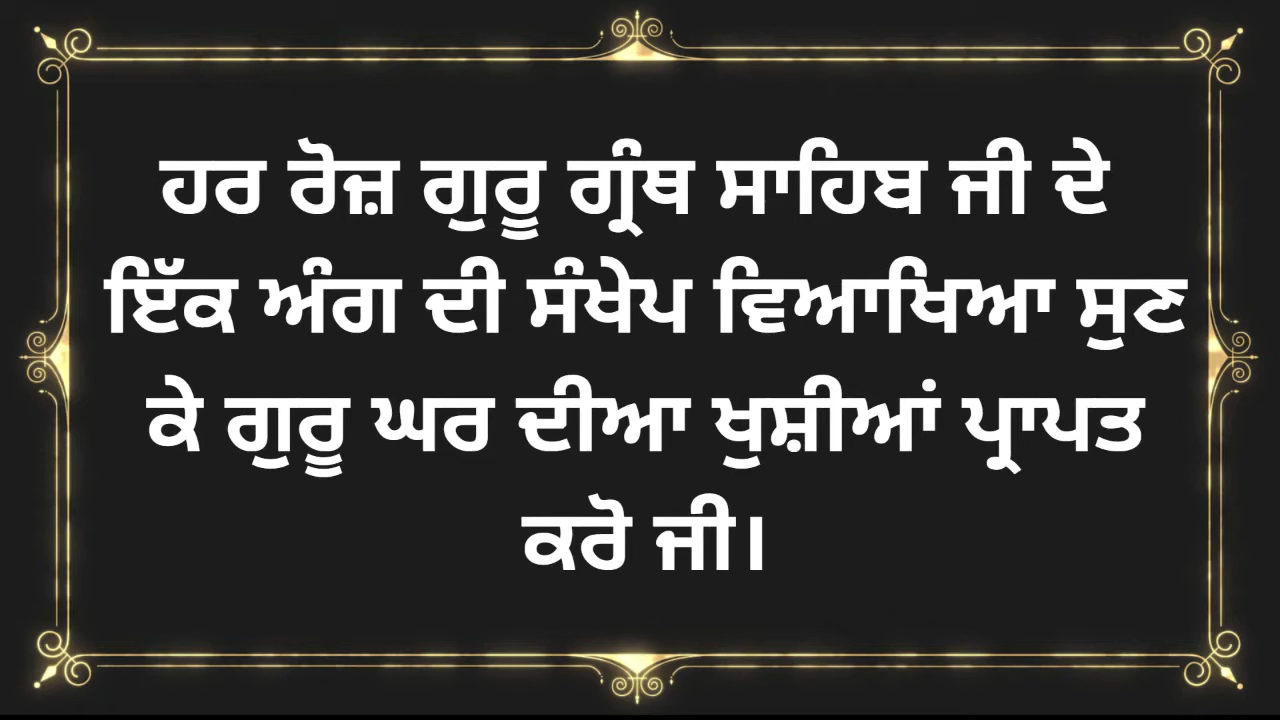 ਹਰ ਰੋਜ਼ ਗੁਰੂ ਗ੍ਰੰਥ ਸਾਹਿਬ ਜੀ ਦੇ
ਇੱਕ ਅੰਗ ਦੀ ਸੰਖੇਪ ਵਿਆਖਿਆ ਸੁਣ
ਕੇ ਗੁਰੂ ਘਰ ਦੀਆ ਖੁਸ਼ੀਆਂ ਪ੍ਰਾਪਤ
ਕਰੋ ਜੀ।